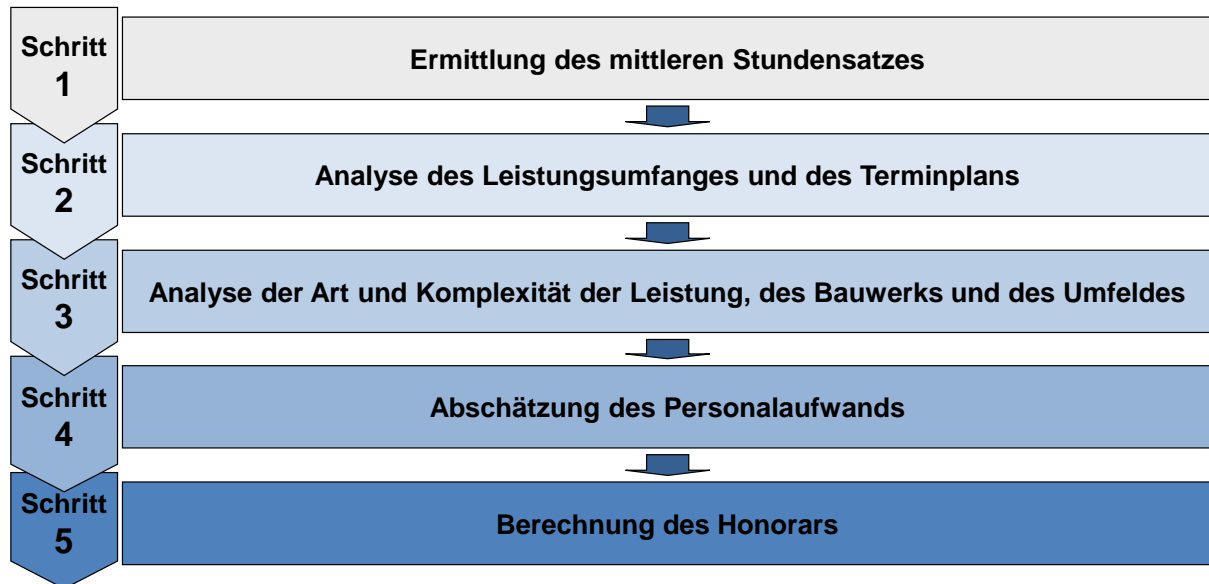 Schritt
1
Ermittlung des mittleren Stundensatzes
Schritt
2
Analyse des Leistungsumfanges und des Terminplans
Schritt
3
Analyse der Art und Komplexität der Leistung, des Bauwerks und des Umfeldes
Schritt
4
Abschätzung des Personalaufwands
Schritt
5
Berechnung des Honorars